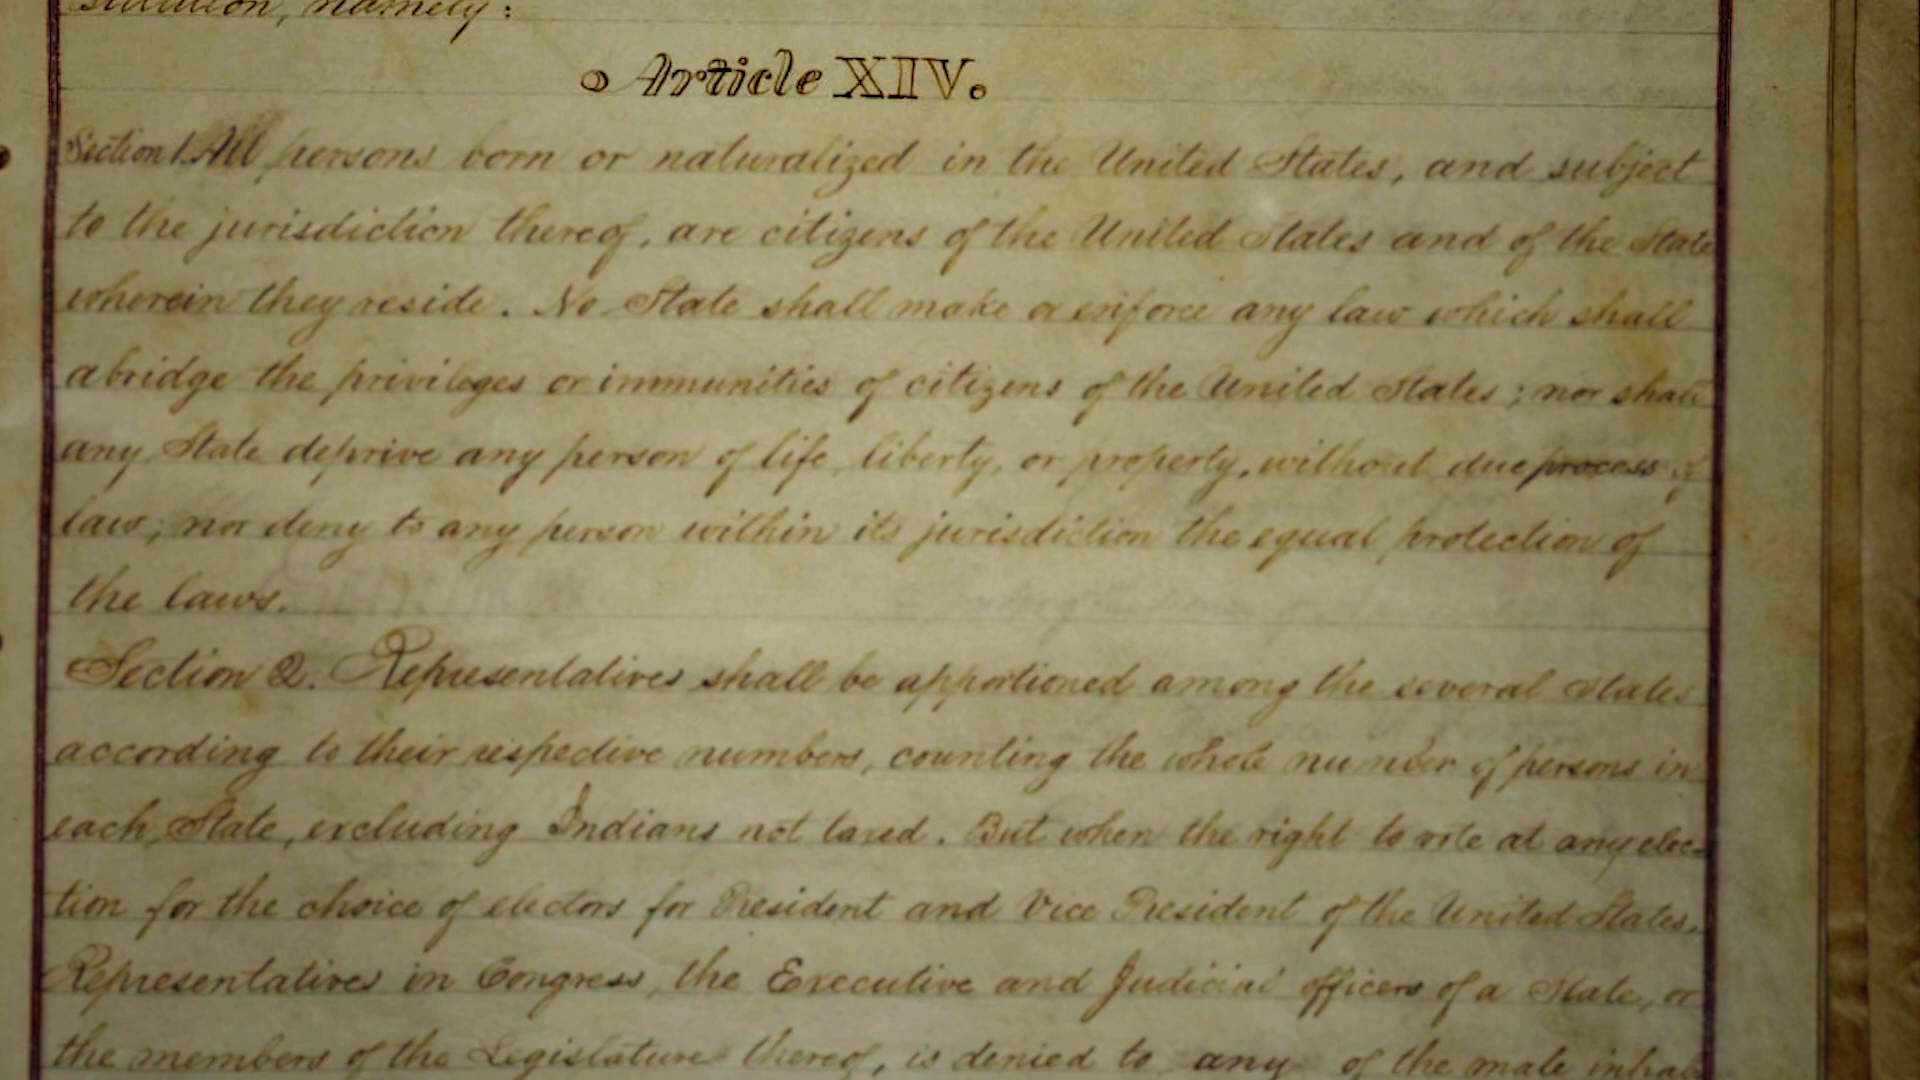 stitution, namely:
Article XIV.
Section 1. All persons born or naturalized in the United States, and subject
to the jurisdiction thereof, are citizens of the United States and of the State
wherein they reside. No State shall make or enforce any law which shall
abridge the privileges or immunities of citizens of the United States; nor shall
any State deprive any person of life, liberty, or property, without due process of
law; nor deny to any person within its jurisdiction the equal protection of
the laws.
Section 2. Representatives shall be apportioned among the several States
according to their respective numbers, counting the whole number of persons in
each State, excluding Indians not taxed. But when the right to vote at any elec-
tion for the choice of electors for President and Vice President of the United States,
Representatives in Congress, the Executive and Judicial officers of a State, or
the members of the Legislature thereof, is denied to any of the male inhab